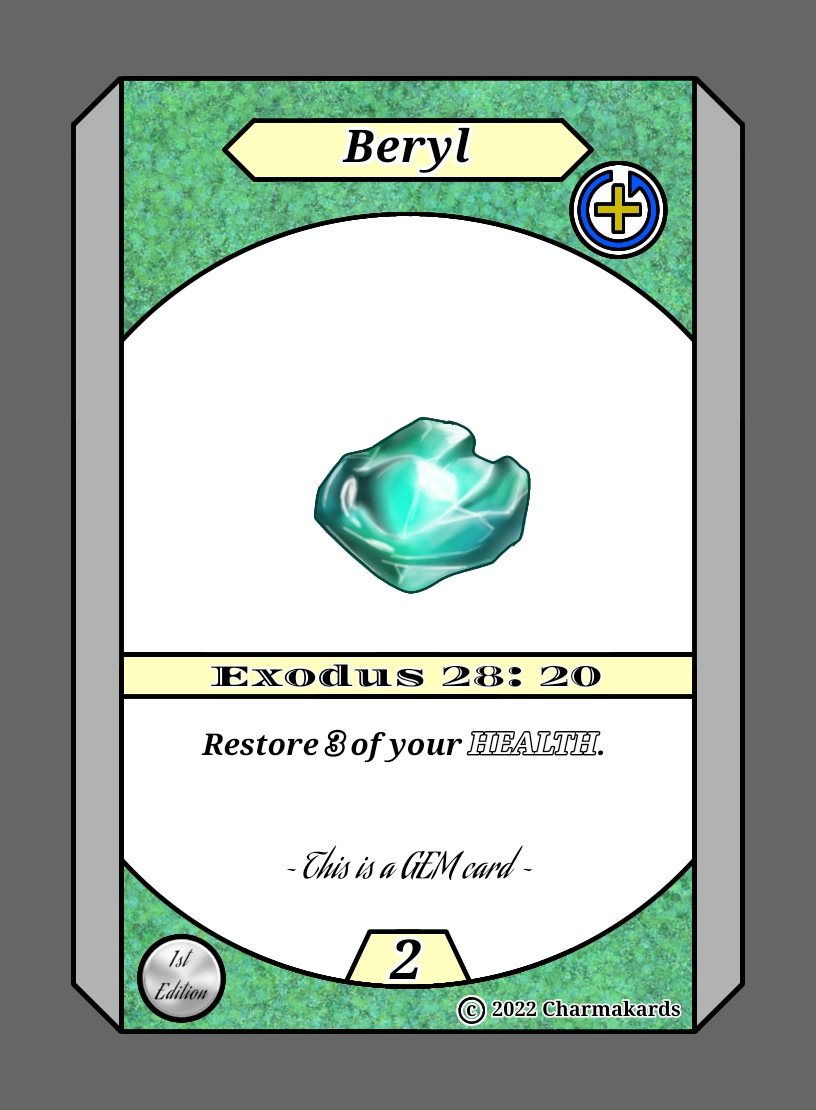 Beryl
Exodus 28: 20
Restore 3 of your HEALTH.
~ This is a GEM card ~
2
1st
Edition
© 2022 Charmakards